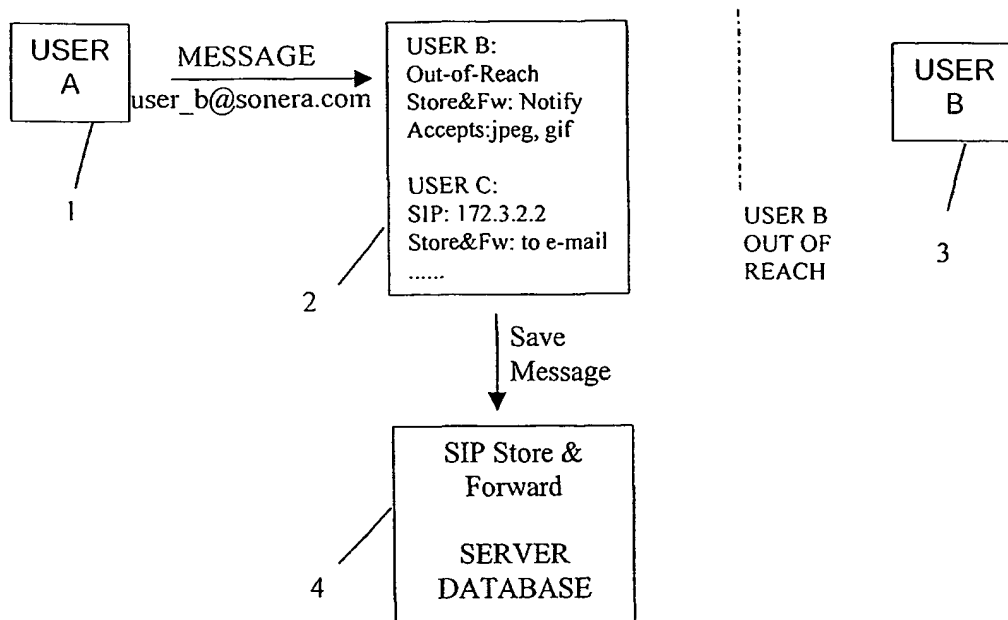 USER
A
MESSAGE
user_b@sonera.com
1
USER B:
Out-of-Reach
Store&Fw: Notify
Accepts:jpeg, gif
USER C:
SIP: 172.3.2.2
Store&Fw: to e-mail
......
2
USER B
OUT OF
REACH
USER
B
3
Save
Message
SIP Store &
Forward
SERVER
DATABASE
4